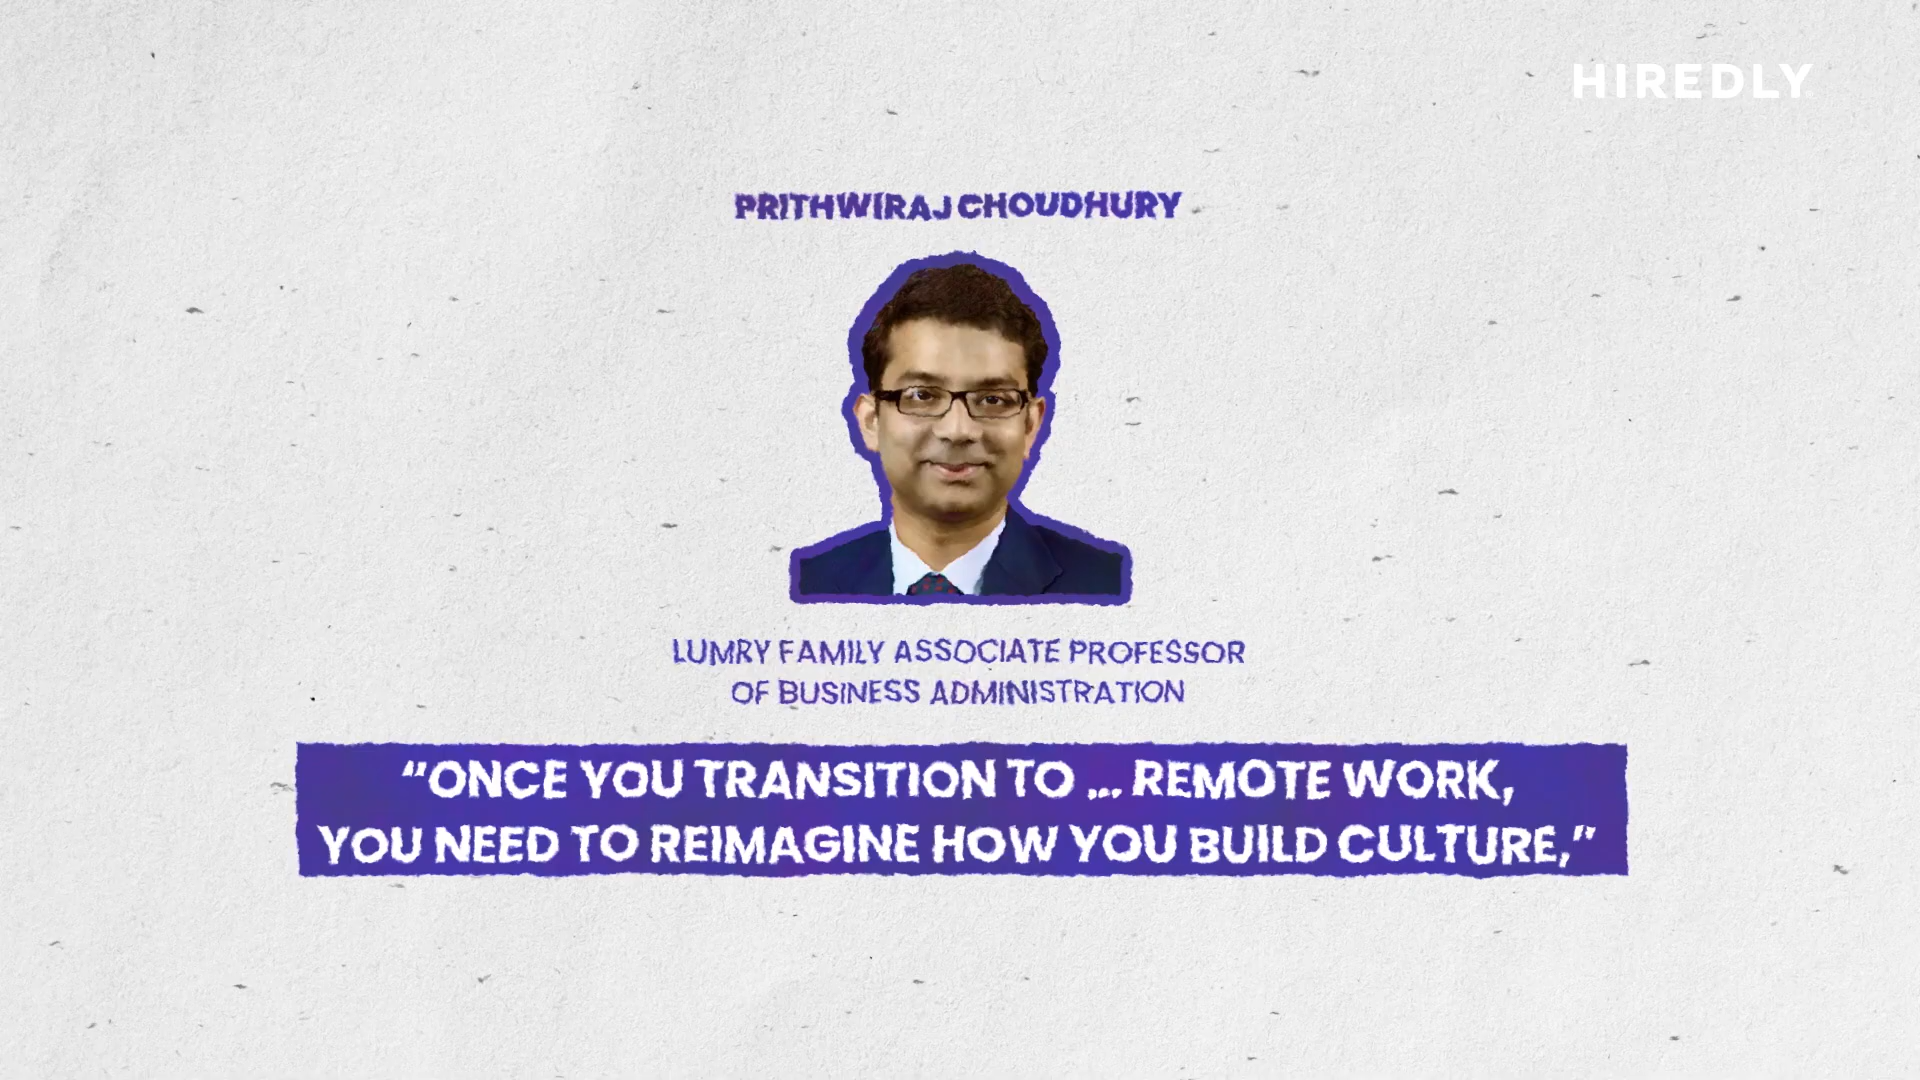 HIREDLY
PRITHWIRAJ CHOUDHURY
LUMRY FAMILY ASSOCIATE PROFESSOR
OF BUSINESS ADMINISTRATION
“ONCE YOU TRANSITION TO ... REMOTE WORK,
YOU NEED TO REIMAGINE HOW YOU BUILD CULTURE,”